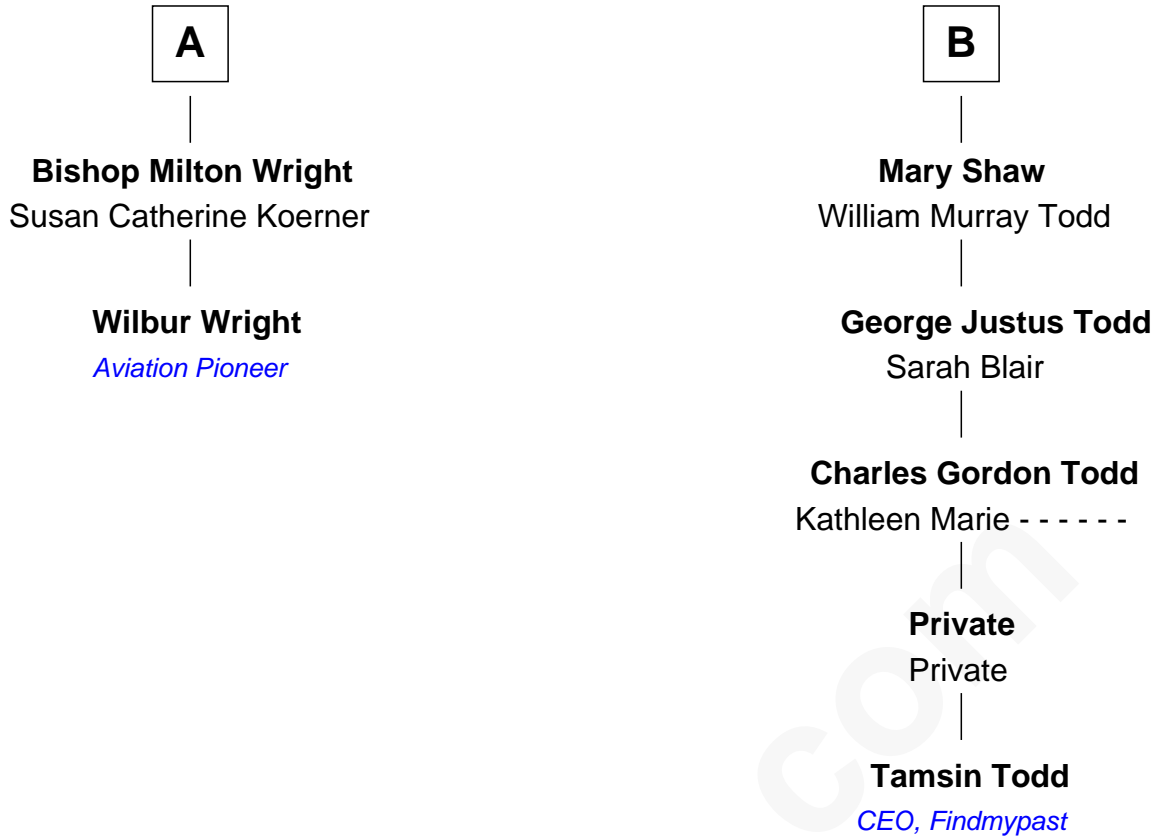 A
Bishop Milton Wright
Susan Catherine Koerner
Wilbur Wright
Aviation Pioneer
B
Mary Shaw
William Murray Todd
George Justus Todd
Sarah Blair
Charles Gordon Todd
Kathleen Marie - - - - - -
Private
Private
Tamsin Todd
CEO, Findmypast
com